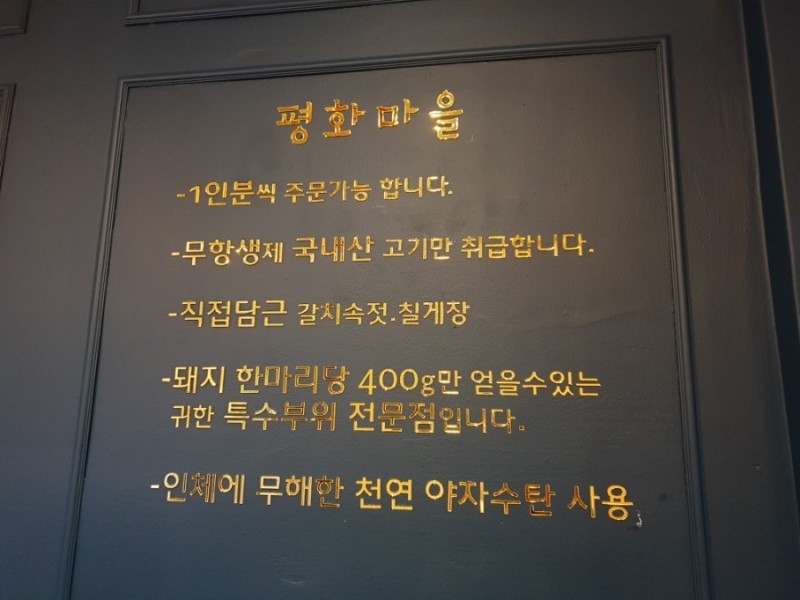 평화마을
-1인분씩 주문가능 합니다.
-무항생제 국내산 고기만 취급합니다.
-직접담근 갈치속젓.칠게장
-돼지 한마리당 400g만 얻을수있는
귀한 특수부위 전문점입니다.
-인체에 무해한 천연 야자수탄 사용